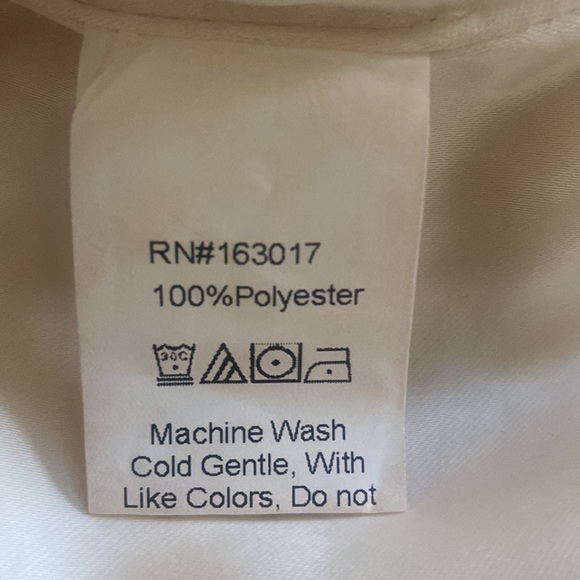 RN#163017
100%Polyester
30C
Machine Wash
Cold Gentle, With
Like Colors, Do not